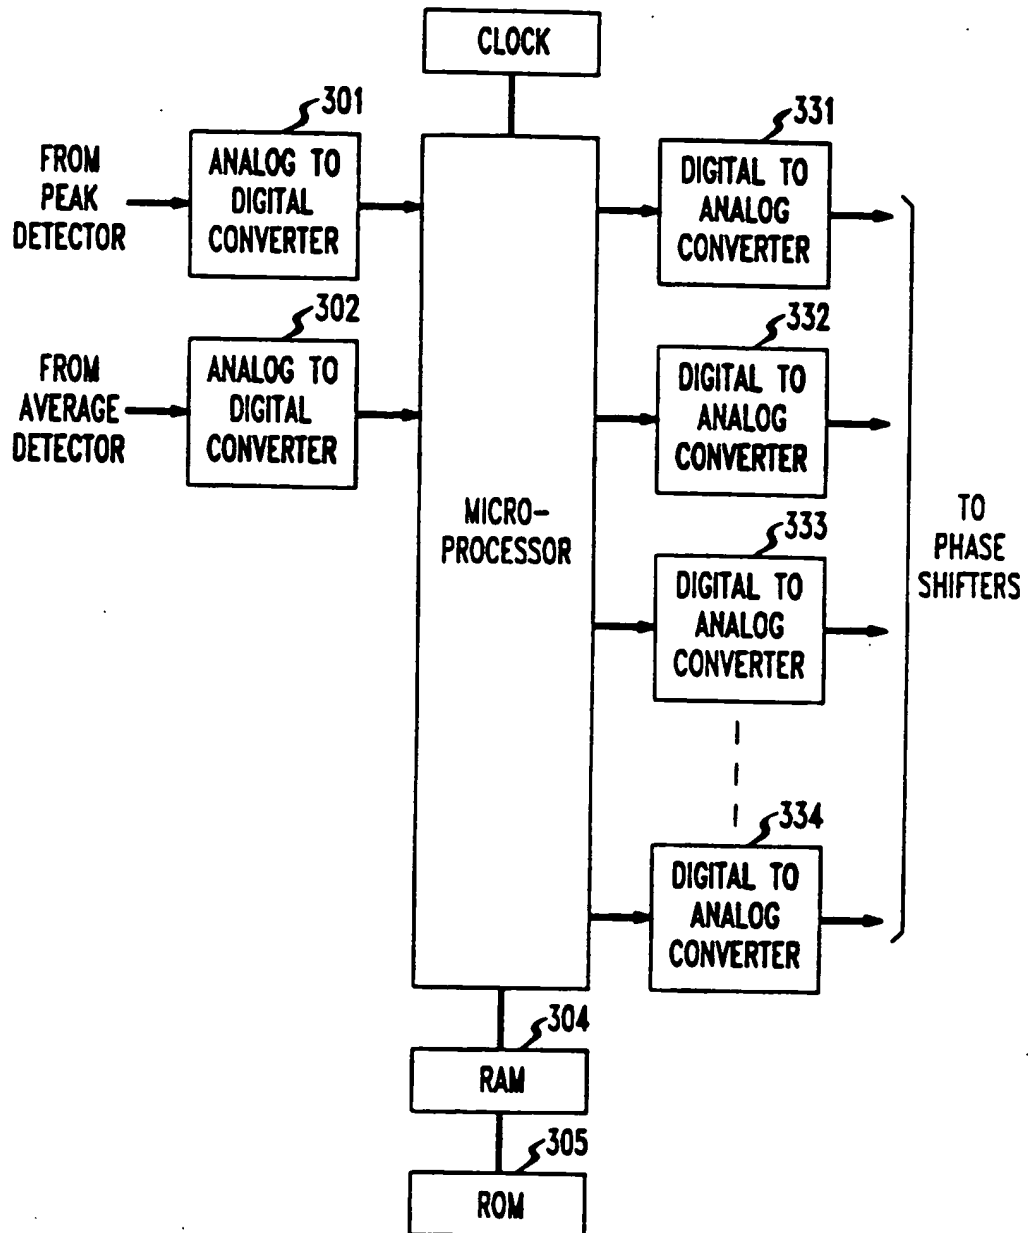 CLOCK
301
FROM
PEAK
DETECTOR
ANALOG TO
DIGITAL
CONVERTER
331
DIGITAL TO
ANALOG
CONVERTER
302
FROM
AVERAGE
DETECTOR
ANALOG TO
DIGITAL
CONVERTER
332
DIGITAL TO
ANALOG
CONVERTER
MICRO-
PROCESSOR
333
DIGITAL TO
ANALOG
CONVERTER
TO
PHASE
SHIFTERS
334
DIGITAL TO
ANALOG
CONVERTER
304
RAM
305
ROM